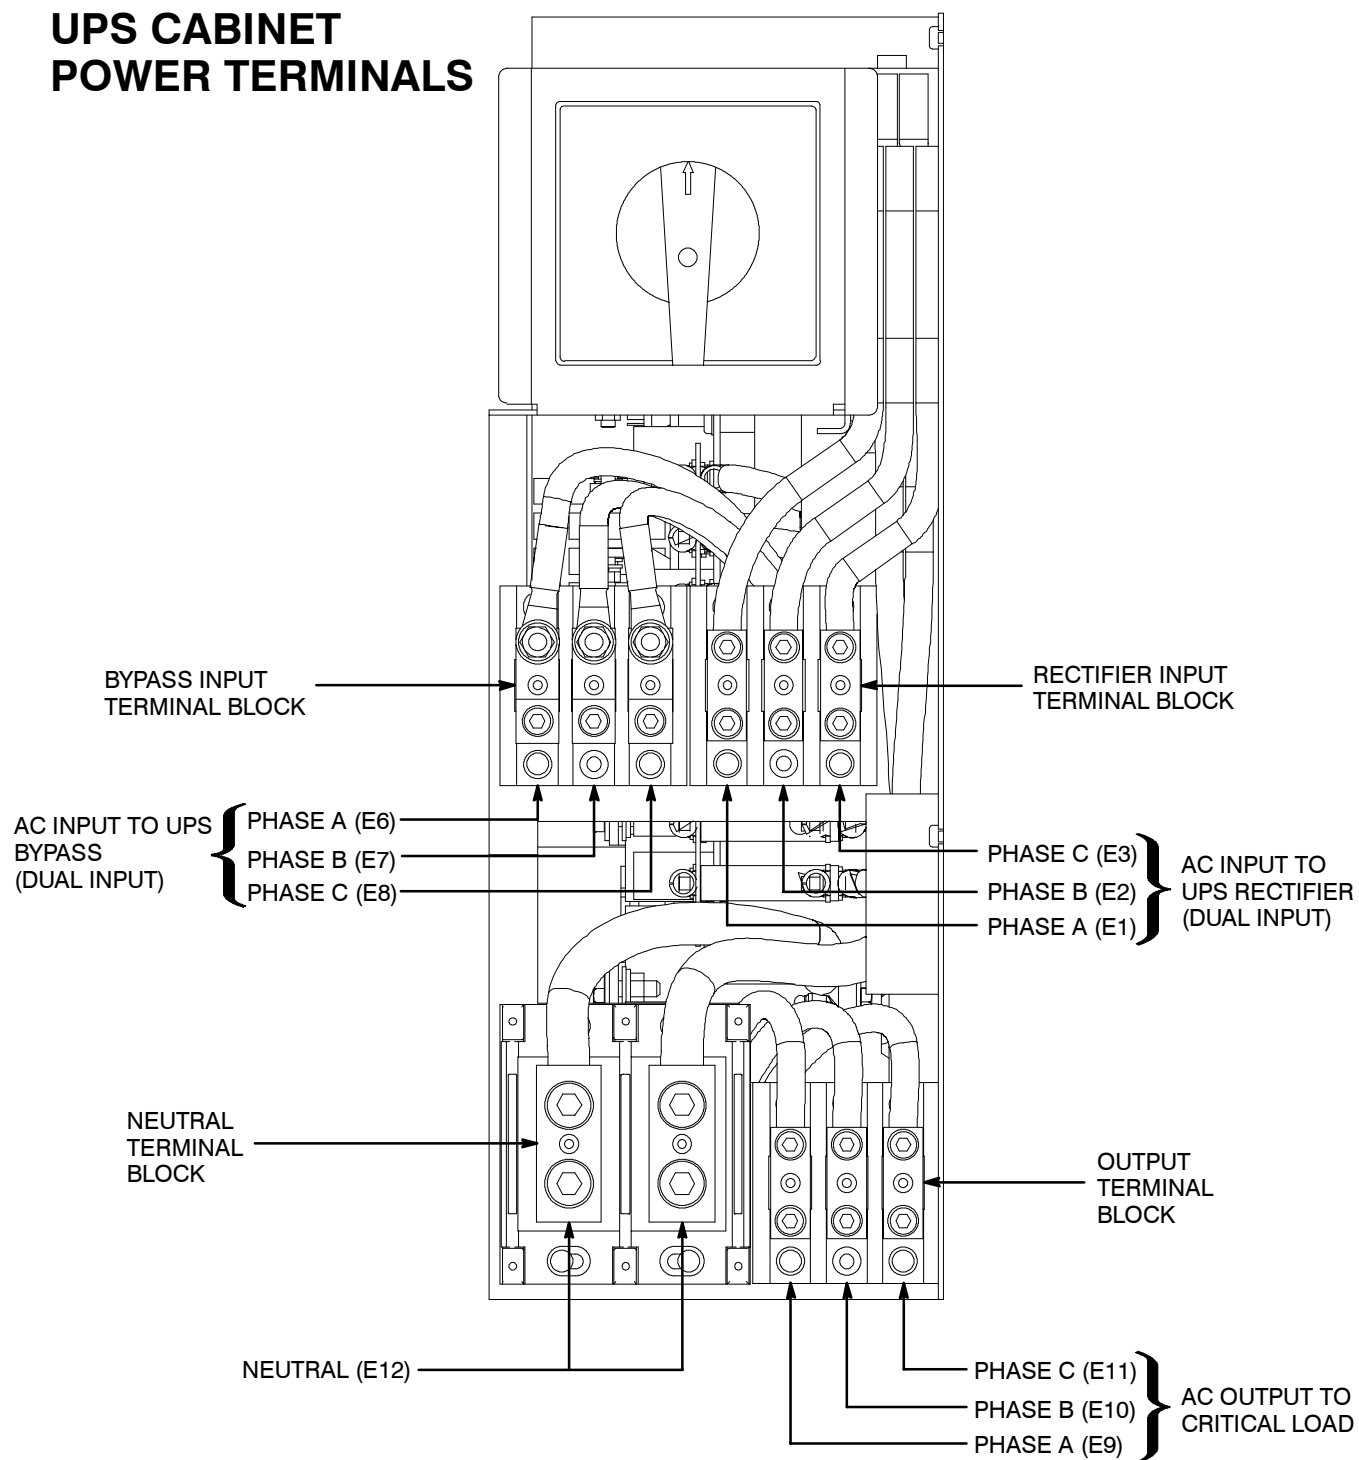 UPS CABINET
POWER TERMINALS
BYPASS INPUT
TERMINAL BLOCK
RECTIFIER INPUT
TERMINAL BLOCK
AC INPUT TO UPS
BYPASS
(DUAL INPUT)
PHASE A (E6)
PHASE B (E7)
PHASE C (E8)
PHASE C (E3)
PHASE B (E2)
PHASE A (E1)
AC INPUT TO
UPS RECTIFIER
(DUAL INPUT)
NEUTRAL
TERMINAL
BLOCK
OUTPUT
TERMINAL
BLOCK
NEUTRAL (E12)
PHASE C (E11)
PHASE B (E10)
PHASE A (E9)
AC OUTPUT TO
CRITICAL LOAD